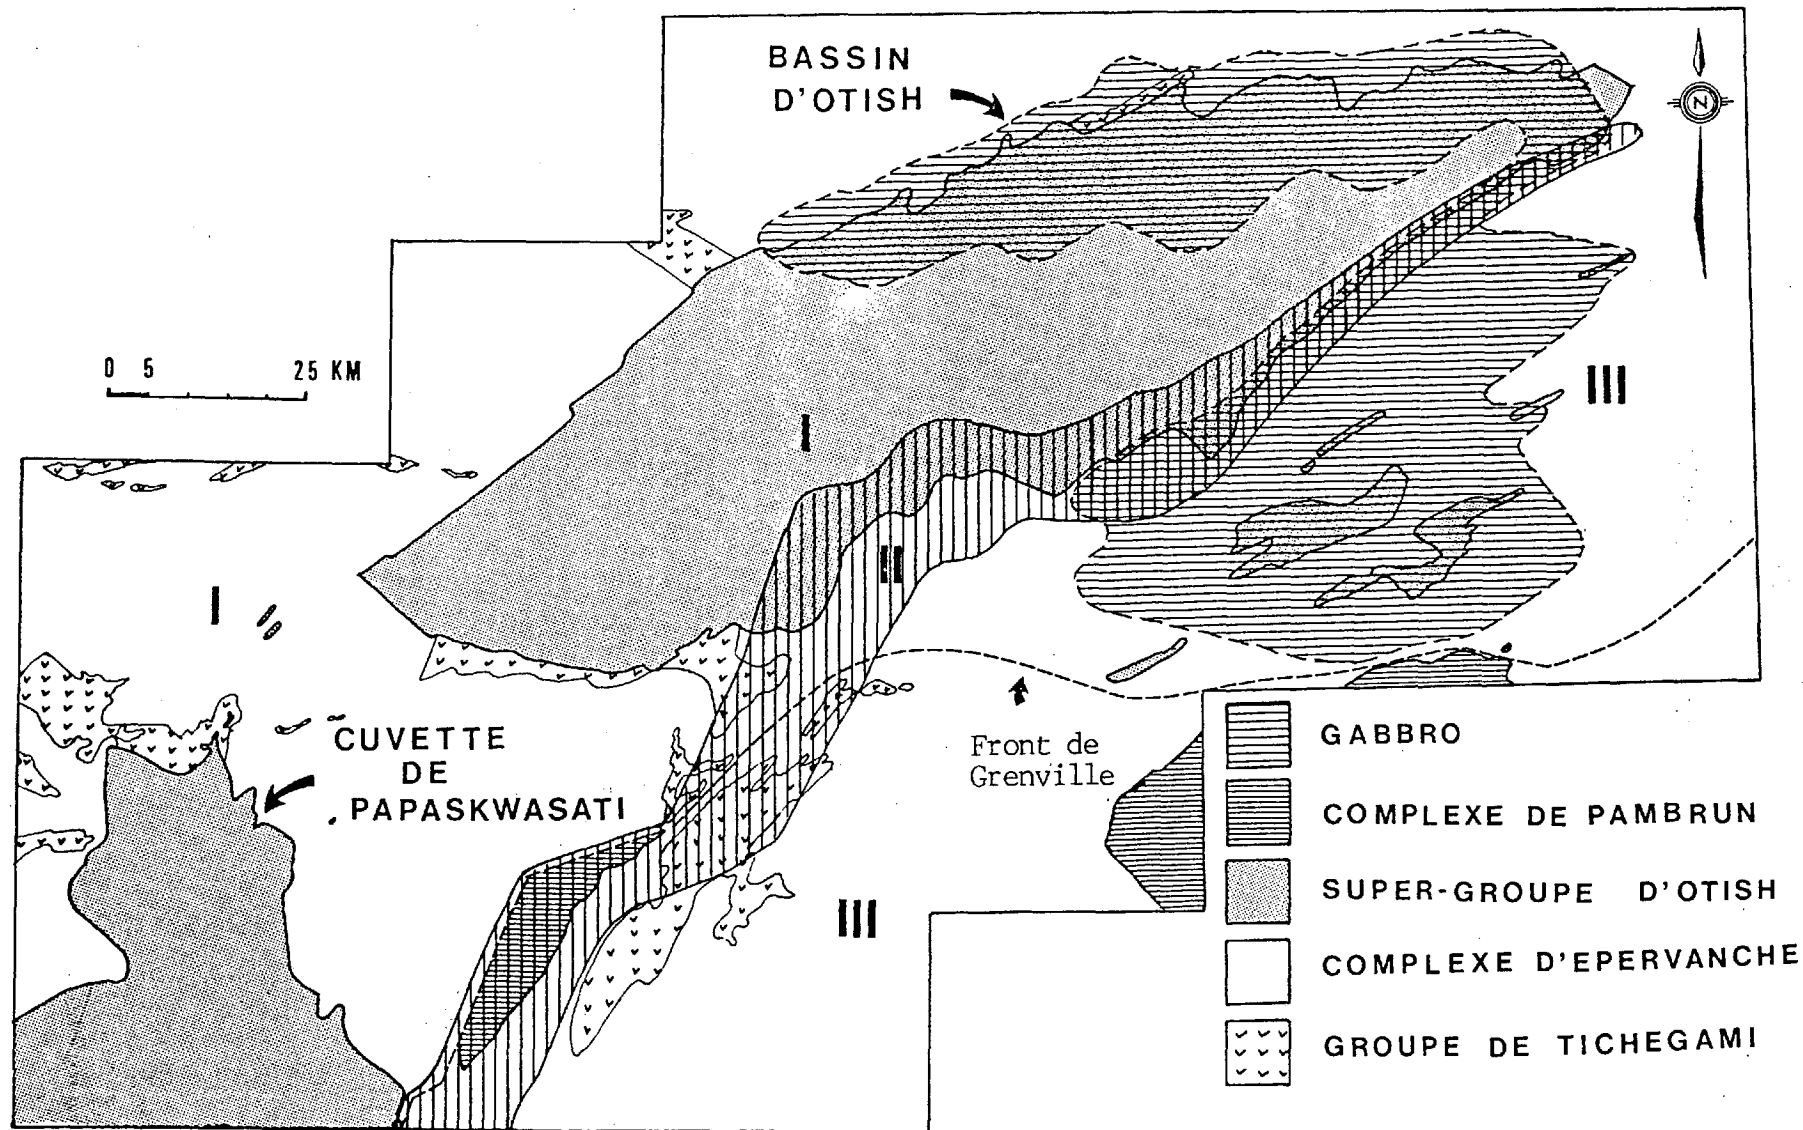 BASSIN
D'OTISH
N
0 5 25 KM
I
III
II
I
CUVETTE
DE
PAPASKWASATI
Front de
Grenville
III
GABBRO
COMPLEXE DE PAMBRUN
SUPER-GROUPE D'OTISH
COMPLEXE D'EPERVANCHE
GROUPE DE TICHEGAMI